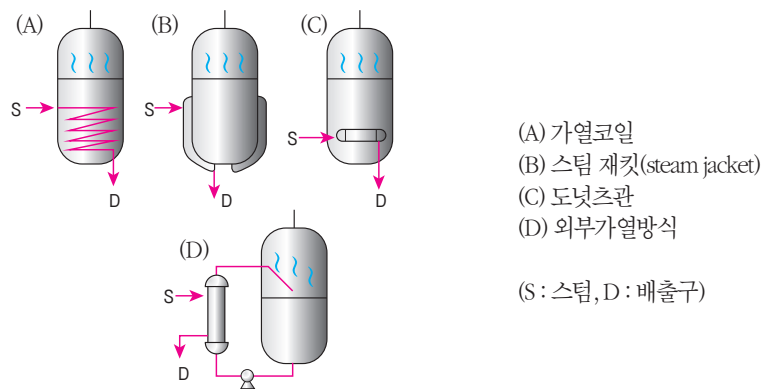 (A)
(B)
(C)
S
S
S
D
D
D
(D)
S
D
(A) 가열코일
(B) 스팀 재킷(steam jacket)
(C) 도넛츠관
(D) 외부가열방식
(S : 스텀, D : 배출구)